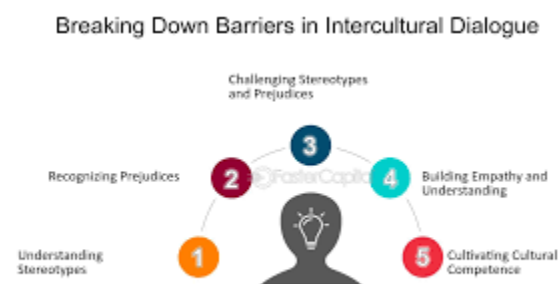 Breaking Down Barriers in Intercultural Dialogue
Challenging Stereotypes
and Prejudices
3
Recognizing Prejudices
2
FasterCapital
4
Building Empathy and
Understanding
Understanding
Stereotypes
1
5
Cultivating Cultural
Competence